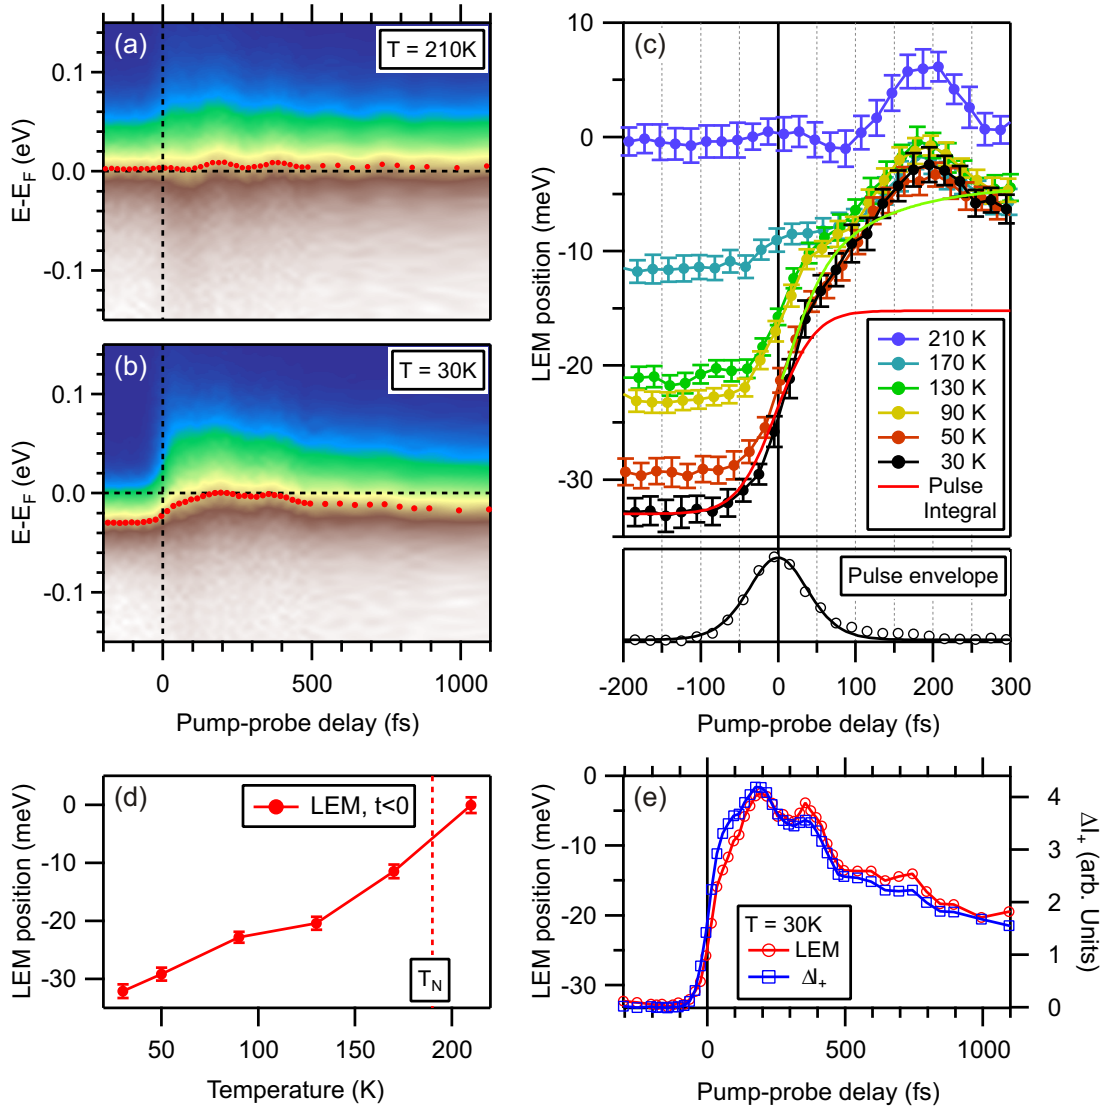 (a)
T = 210K
0.1
0.0
-0.1
E-E_F (eV)
(b)
T = 30K
0.1
0.0
-0.1
E-E_F (eV)
0
500
1000
Pump-probe delay (fs)
(c)
10
0
-10
-20
-30
LEM position (meV)
210 K
170 K
130 K
90 K
50 K
30 K
Pulse
Integral
Pulse envelope
-200
-100
0
100
200
300
Pump-probe delay (fs)
(d)
LEM, t<0
0
-10
-20
-30
LEM position (meV)
T_N
50
100
150
200
Temperature (K)
(e)
0
-10
-20
-30
LEM position (meV)
T = 30K
LEM
ΔI₊
4
3
2
1
0
ΔI₊ (arb. Units)
0
500
1000
Pump-probe delay (fs)